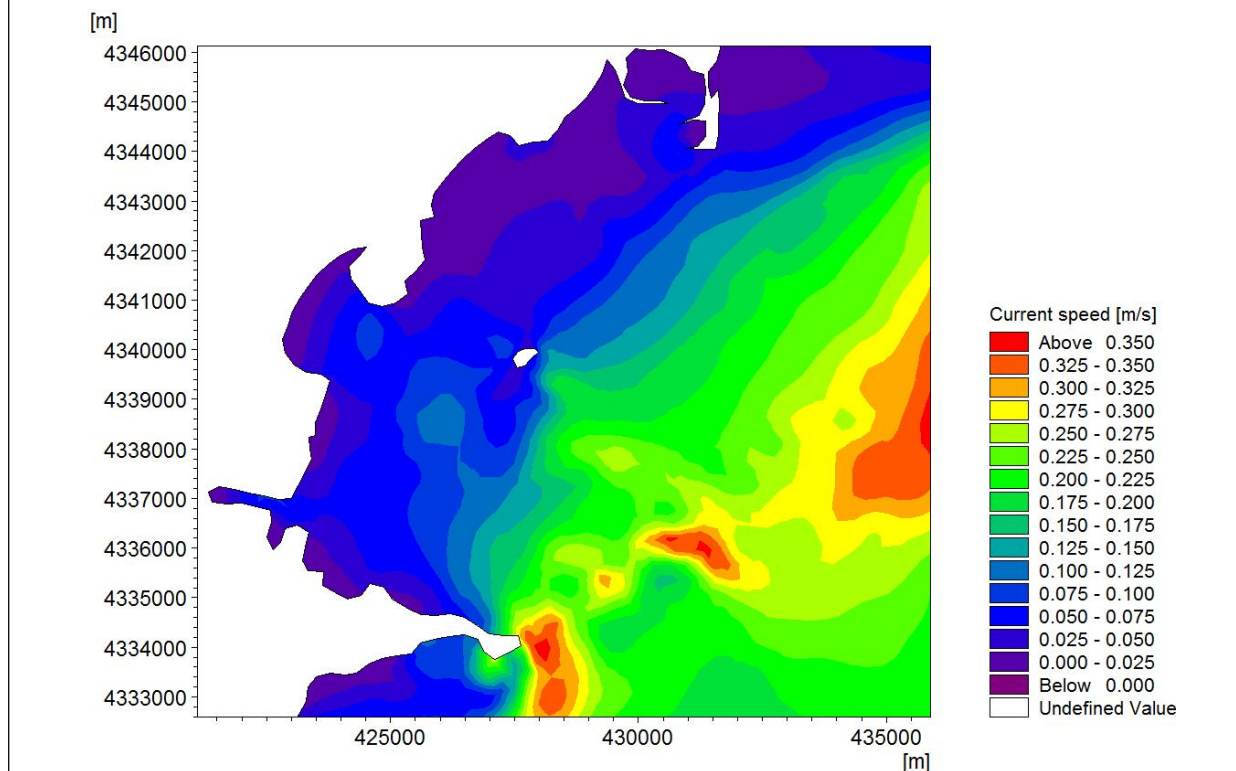 [m]
4346000
4345000
4344000
4343000
4342000
4341000
4340000
4339000
4338000
4337000
4336000
4335000
4334000
4333000
425000 430000 435000
[m]
Current speed [m/s]
Above 0.350
0.325 - 0.350
0.300 - 0.325
0.275 - 0.300
0.250 - 0.275
0.225 - 0.250
0.200 - 0.225
0.175 - 0.200
0.150 - 0.175
0.125 - 0.150
0.100 - 0.125
0.075 - 0.100
0.050 - 0.075
0.025 - 0.050
0.000 - 0.025
Below 0.000
Undefined Value